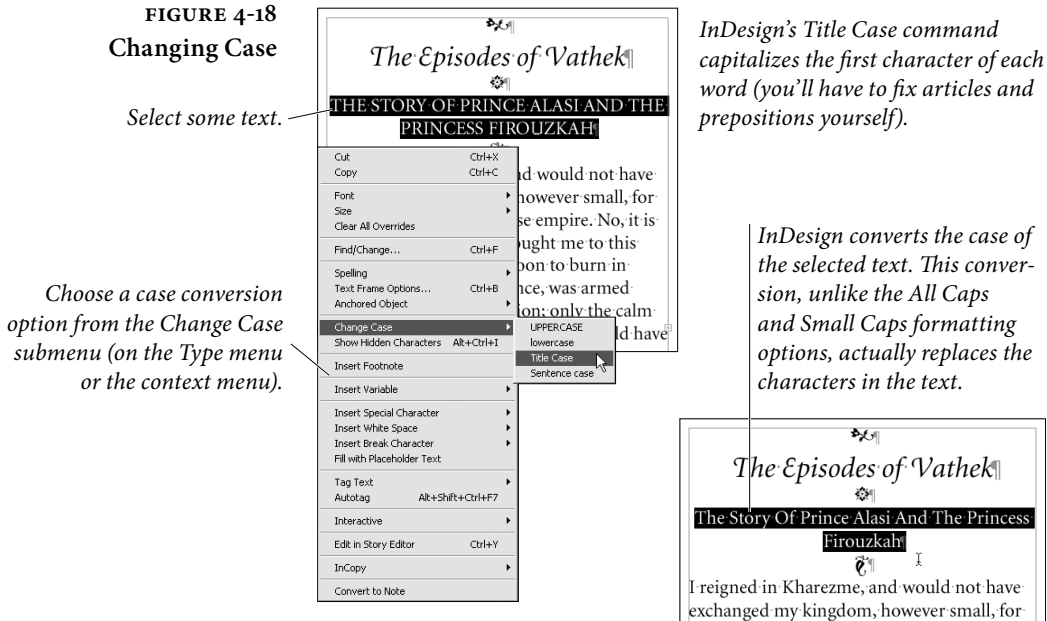 FIGURE 4-18
Changing Case
Select some text.
Choose a case conversion
option from the Change Case
submenu (on the Type menu
or the context menu).
The Episodes of Vathek¶
¶
THE STORY OF PRINCE ALASI AND THE
PRINCESS FIROUZKAH¶
d would not have
however small, for
se empire. No, it is
ught me to this
on to burn in
nce, was armed
ion; only the calm
ld have
Cut Ctrl+X
Copy Ctrl+C
Font
Size
Clear All Overrides
Find/Change... Ctrl+F
Spelling
Text Frame Options... Ctrl+B
Anchored Object
Change Case
Show Hidden Characters Alt+Ctrl+I
Insert Footnote
Insert Variable
Insert Special Character
Insert White Space
Insert Break Character
Fill with Placeholder Text
Tag Text
Autotag Alt+Shift+Ctrl+F7
Interactive
Edit in Story Editor Ctrl+Y
InCopy
Convert to Note
UPPERCASE
lowercase
Title Case
Sentence case
InDesign's Title Case command
capitalizes the first character of each
word (you'll have to fix articles and
prepositions yourself).
InDesign converts the case of
the selected text. This conver-
sion, unlike the All Caps
and Small Caps formatting
options, actually replaces the
characters in the text.
¶
The Episodes of Vathek¶
¶
The Story Of Prince Alasi And The Princess
Firouzkah¶
¶
I reigned in Kharezme, and would not have
exchanged my kingdom, however small, for